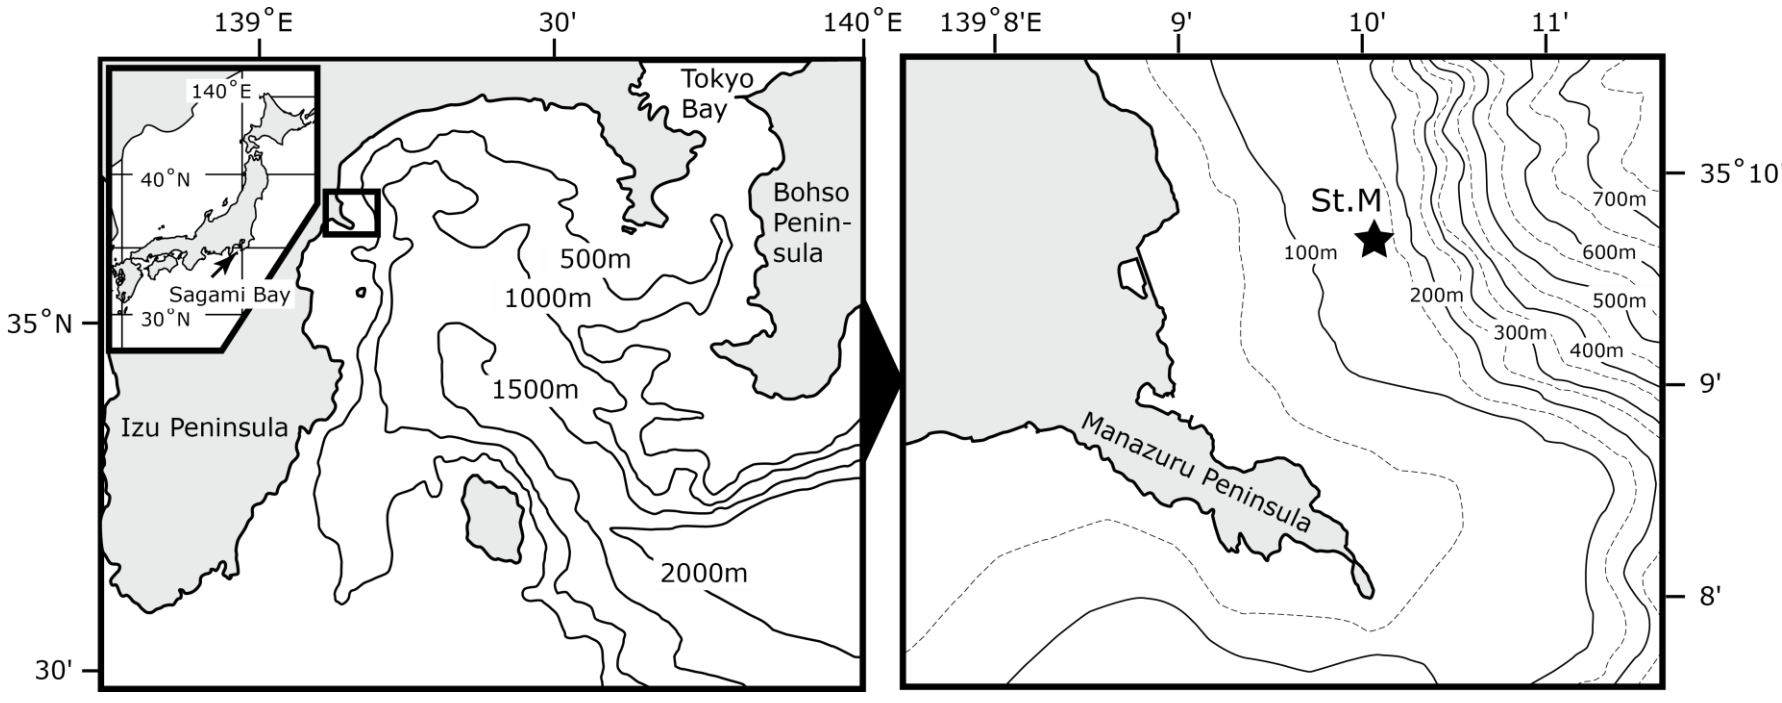 139°E
30'
140°E
Tokyo
Bay
140°E
40°N
Sagami Bay
30°N
Bohso
Penin-
sula
500m
1000m
35°N
1500m
Izu Peninsula
2000m
30'
139°8'E
9'
10'
11'
35°10'
700m
St.M
100m
600m
200m
500m
300m
400m
9'
Manazuru Peninsula
8'